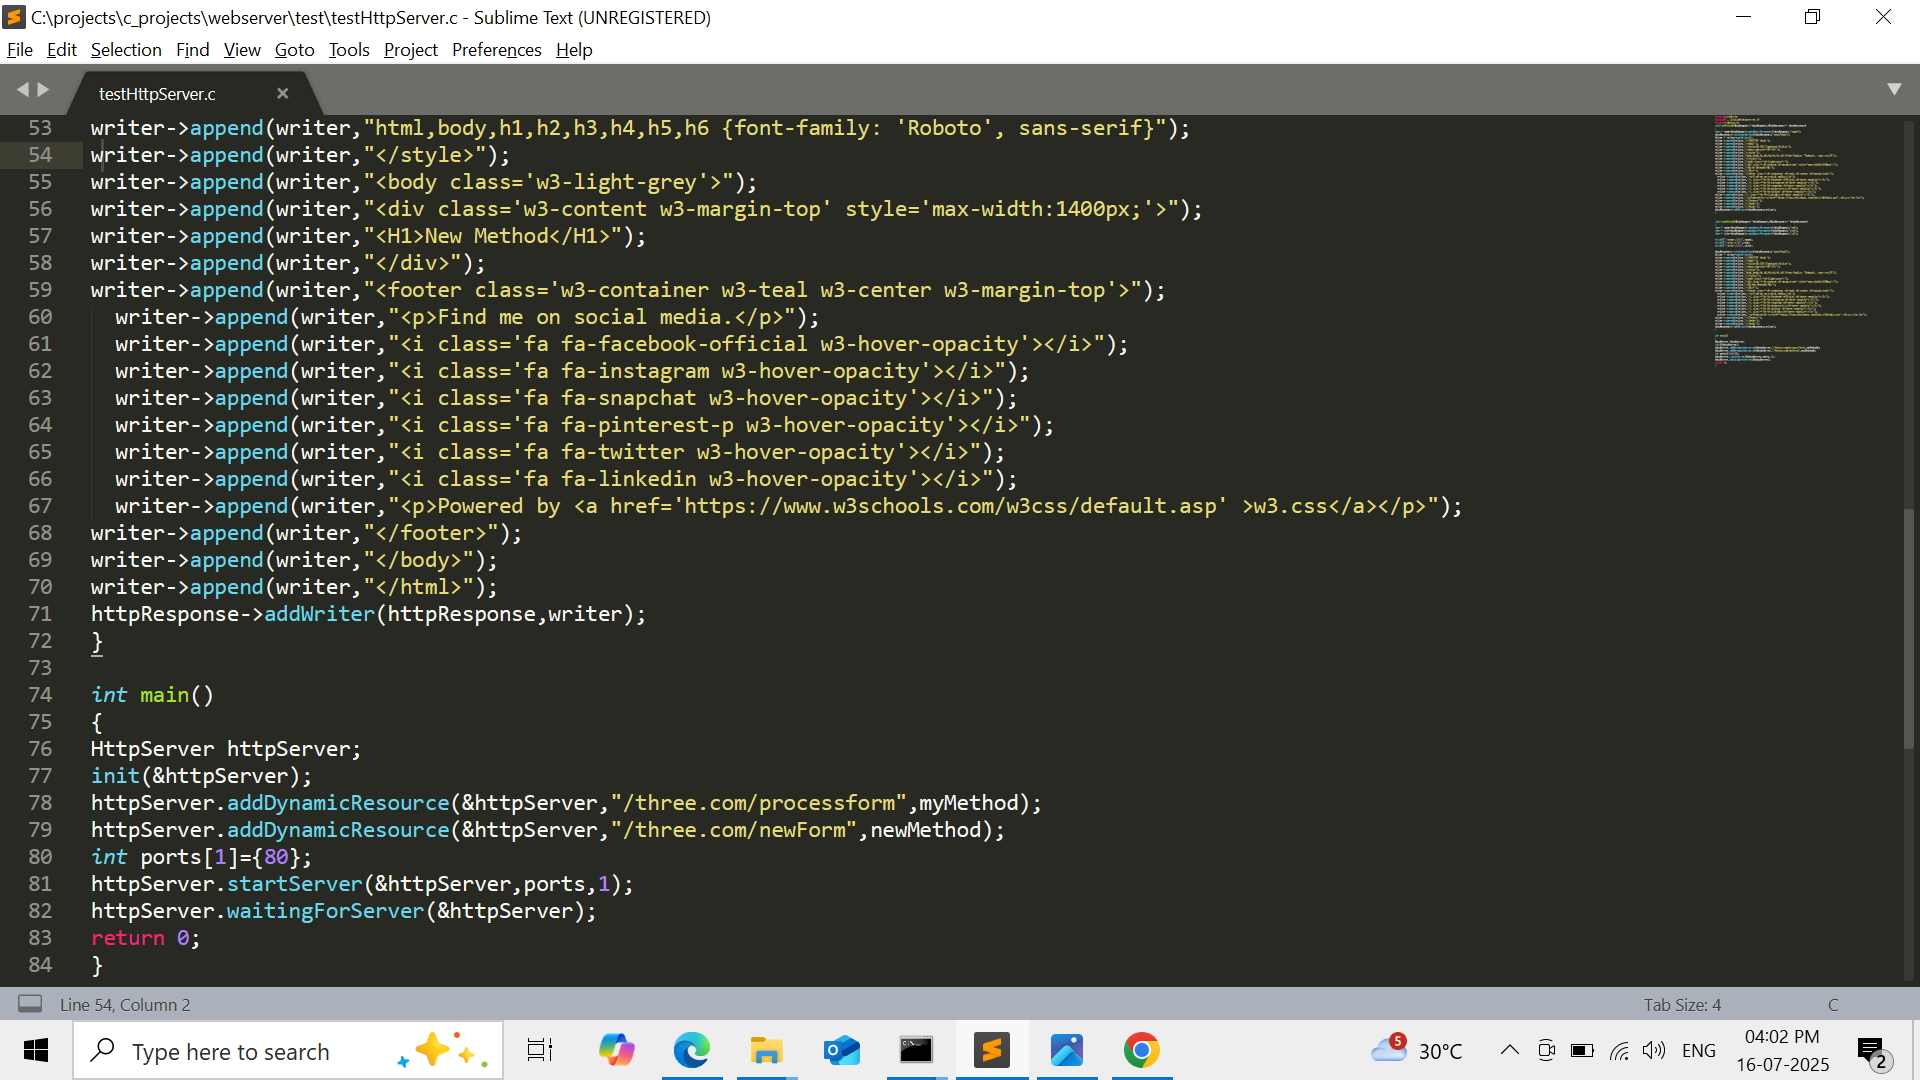 C:\projects\c_projects\webserver\test\testHttpServer.c - Sublime Text (UNREGISTERED)
File Edit Selection Find View Goto Tools Project Preferences Help
testHttpServer.c
53 writer->append(writer,"html,body,h1,h2,h3,h4,h5,h6 {font-family: 'Roboto', sans-serif}");
54 writer->append(writer,"</style>");
55 writer->append(writer,"<body class='w3-light-grey'>");
56 writer->append(writer,"<div class='w3-content w3-margin-top' style='max-width:1400px;'>");
57 writer->append(writer,"<H1>New Method</H1>");
58 writer->append(writer,"</div>");
59 writer->append(writer,"<footer class='w3-container w3-teal w3-center w3-margin-top'>");
60 writer->append(writer,"<p>Find me on social media.</p>");
61 writer->append(writer,"<i class='fa fa-facebook-official w3-hover-opacity'></i>");
62 writer->append(writer,"<i class='fa fa-instagram w3-hover-opacity'></i>");
63 writer->append(writer,"<i class='fa fa-snapchat w3-hover-opacity'></i>");
64 writer->append(writer,"<i class='fa fa-pinterest-p w3-hover-opacity'></i>");
65 writer->append(writer,"<i class='fa fa-twitter w3-hover-opacity'></i>");
66 writer->append(writer,"<i class='fa fa-linkedin w3-hover-opacity'></i>");
67 writer->append(writer,"<p>Powered by <a href='https://www.w3schools.com/w3css/default.asp' >w3.css</a></p>");
68 writer->append(writer,"</footer>");
69 writer->append(writer,"</body>");
70 writer->append(writer,"</html>");
71 httpResponse->addWriter(httpResponse,writer);
72 }
73
74 int main()
75 {
76 HttpServer httpServer;
77 init(&httpServer);
78 httpServer.addDynamicResource(&httpServer,"/three.com/processform",myMethod);
79 httpServer.addDynamicResource(&httpServer,"/three.com/newForm",newMethod);
80 int ports[1]={80};
81 httpServer.startServer(&httpServer,ports,1);
82 httpServer.waitingForServer(&httpServer);
83 return 0;
84 }
Line 54, Column 2 Tab Size: 4 C
Type here to search
5 30°C ENG 04:02 PM
16-07-2025 2